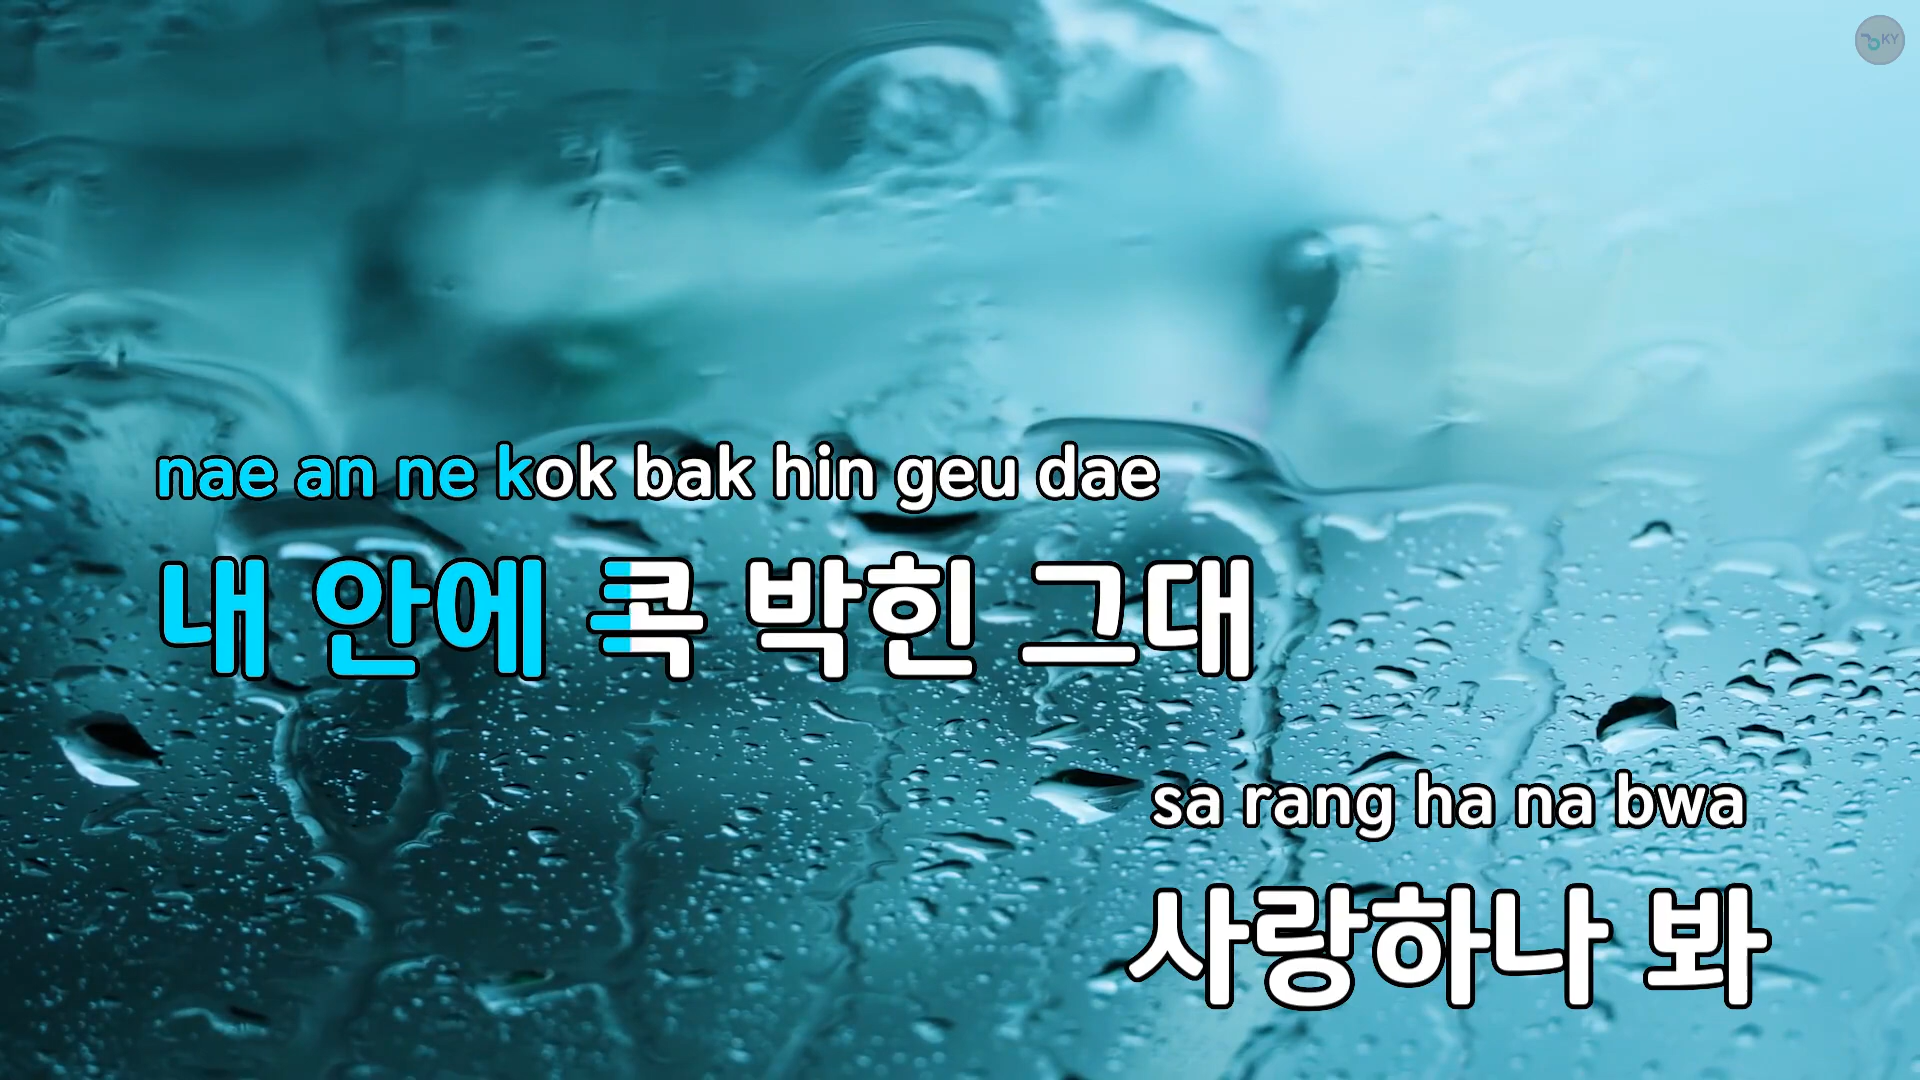 KY
nae an ne kok bak hin geu dae
내 안에 콕 박힌 그대
sa rang ha na bwa
사랑하나 봐